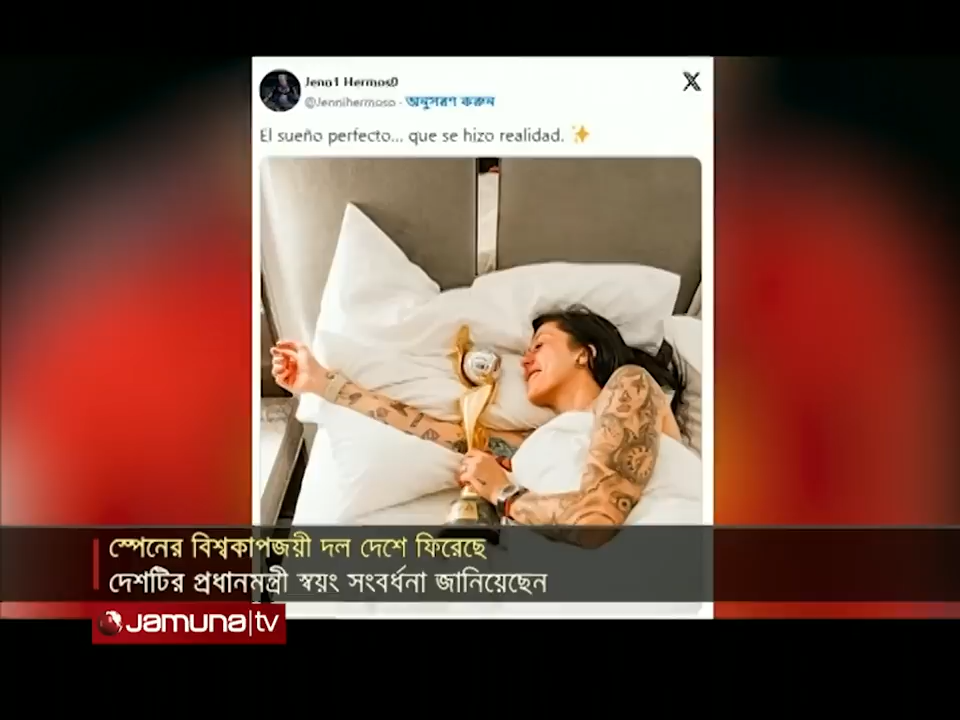 Jenn1 Hermos0
@Jennihermoso · অনুসরণ করুন
X
El sueño perfecto... que se hizo realidad. ✨
স্পেনের বিশ্বকাপজয়ী দল দেশে ফিরেছে
দেশটির প্রধানমন্ত্রী স্বয়ং সংবর্ধনা জানিয়েছেন
Jamuna|tv